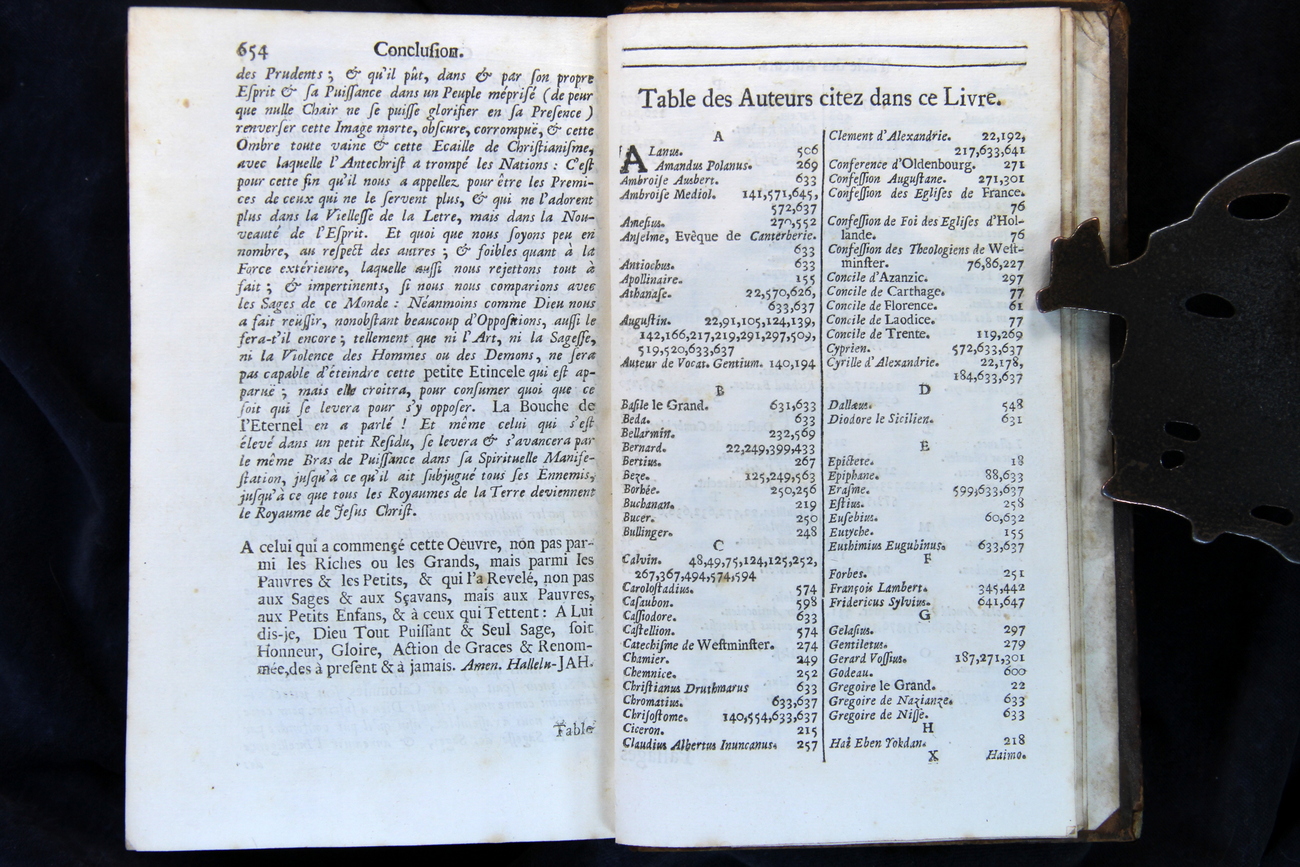 654 Conclusion.
des Prudents ; & qu'il pût, dans & par ſon propre
Eſprit & ſa Puiſſance dans un Peuple mépriſé ( de peur
que nulle Chair ne ſe puiſſe glorifier en ſa Preſence )
renverſer cette Image morte, obſcure, corrompuë, & cette
Ombre toute vaine & cette Ecaille de Chriſtianiſme,
avec laquelle l'Antechriſt a trompé les Nations : C'eſt
pour cette fin qu'il nous a appellez pour être les Premi-
ces de ceux qui ne le ſervent plus, & qui ne l'adorent
plus dans la Vielleſſe de la Letre, mais dans la Nou-
veauté de l'Eſprit. Et quoi que nous ſoyons peu en
nombre, au reſpect des autres ; & foibles quant à la
Force extérieure, laquelle auſſi nous rejettons tout à
fait ; & impertinents, ſi nous nous comparions avec
les Sages de ce Monde : Néanmoins comme Dieu nous
a fait reüſſir, nonobſtant beaucoup d'Oppoſitions, auſſi le
fera-t'il encore ; tellement que ni l'Art, ni la Sageſſe,
ni la Violence des Hommes ou des Demons, ne ſera
pas capable d'éteindre cette petite Etincele qui eſt ap-
paruë ; mais elle croitra, pour conſumer quoi que ce
ſoit qui ſe levera pour s'y oppoſer. La Bouche de
l'Eternel en a parlé ! Et même celui qui s'eſt
élevé dans un petit Reſidu, ſe levera & s'avancera par
le même Bras de Puiſſance dans ſa Spirituelle Manife-
ſtation, juſqu'à ce qu'il ait ſubjugué tous ſes Ennemis,
juſqu'à ce que tous les Royaumes de la Terre deviennent
le Royaume de Jeſus Chriſt.
A celui qui a commençé cette Oeuvre, non pas par-
mi les Riches ou les Grands, mais parmi les
Pauvres & les Petits, & qui l'a Revelé, non pas
aux Sages & aux Sçavans, mais aux Pauvres,
aux Petits Enfans, & à ceux qui Tettent : A Lui
dis-je, Dieu Tout Puiſſant & Seul Sage, ſoit
Honneur, Gloire, Action de Graces & Renom-
mée, des à preſent & à jamais. Amen. Hallelu-JAH.
Table
Table des Auteurs citez dans ce Livre.
A
ALanus. 506
Amandus Polanus. 269
Ambroiſe Ausbert. 633
Ambroiſe Mediol. 141,571,645,
572,637
Ameſius. 270,552
Anſelme, Evêque de Canterberie.
633
Antiochus. 633
Apollinaire. 155
Athanaſe. 22,570,626,
633,637
Auguſtin. 22,91,105,124,139,
142,166,217,219,291,297,509,
519,520,633,637
Auteur de Vocat. Gentium. 140,194
B
Baſile le Grand. 631,633
Beda. 633
Bellarmin. 232,569
Bernard. 22,249,399,433
Bertius. 267
Beze. 125,249,563
Borhée. 250,256
Buchanan. 219
Bucer. 250
Bullinger. 248
C
Calvin. 48,49,75,124,125,252,
267,367,494,574,594
Caroloſtadius. 574
Caſaubon. 598
Caſſiodore. 633
Caſtellion. 574
Catechiſme de Weſtminſter. 274
Chamier. 249
Chemnice. 252
Chriſtianus Druthmarus 633
Chromatius. 633,637
Chriſoſtome. 140,554,633,637
Ciceron. 215
Claudius Albertus Inuncanus. 257
Clement d'Alexandrie. 22,192,
217,633,641
Conference d'Oldenbourg. 271
Confeſſion Auguſtane. 271,301
Confeſſion des Egliſes de France.
76
Confeſſion de Foi des Egliſes d'Hol-
lande. 76
Confeſſion des Theologiens de Weſt-
minſter. 76,86,227
Concile d'Azanzic. 297
Concile de Carthage. 77
Concile de Florence. 61
Concile de Laodice. 77
Concile de Trente. 119,269
Cyprien. 572,633,637
Cyrille d'Alexandrie. 22,178,
184,633,637
D
Dallæus. 548
Diodore le Sicilien. 631
E
Epictete. 18
Epiphane. 88,633
Eraſme. 599,633,637
Eſtius. 258
Euſebius. 60,632
Eutyche. 155
Euthimius Eugubinus. 633,637
F
Forbes. 251
François Lambert. 345,442
Fridericus Sylvius. 641,647
G
Gelaſius. 297
Gentiletus. 279
Gerard Voſſius. 187,271,301
Godeau. 600
Gregoire le Grand. 22
Gregoire de Nazianze. 633
Gregoire de Niſſe. 633
H
Hai Eben Yokdan. 218
X Haimo.